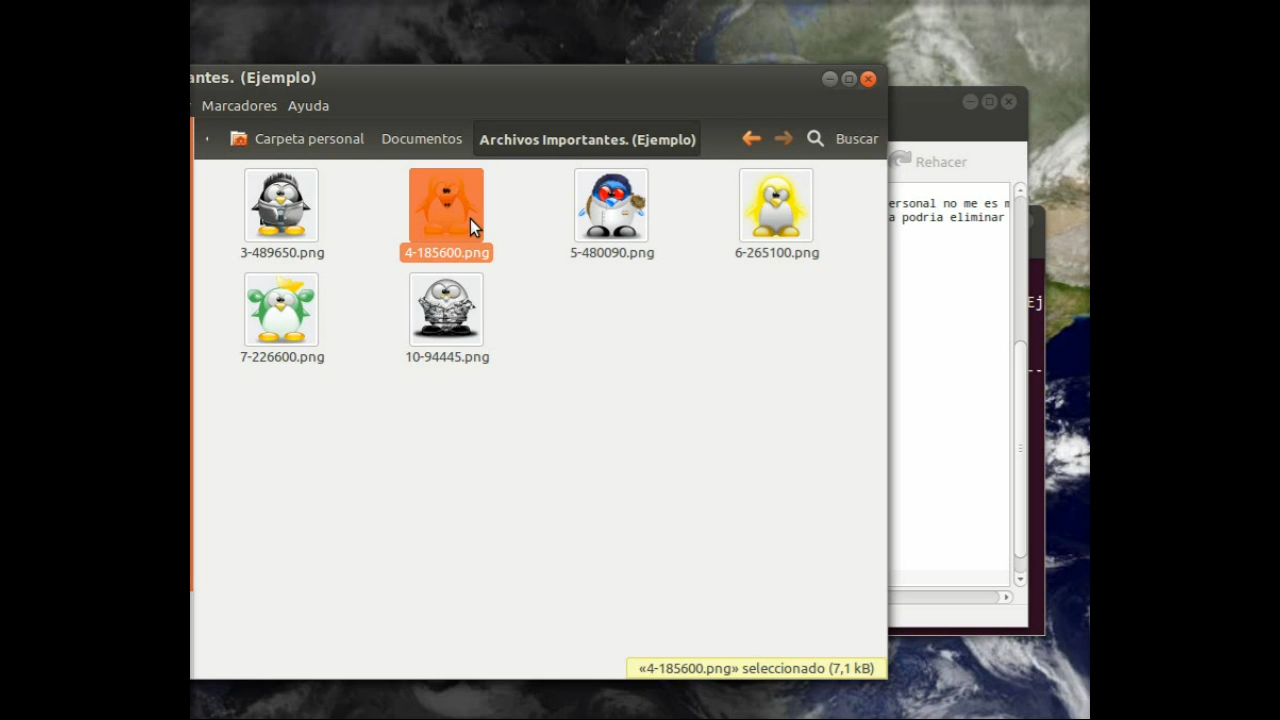 antes. (Ejemplo)
Marcadores Ayuda
Carpeta personal Documentos Archivos Importantes. (Ejemplo) Buscar
Rehacer
ersonal no me es m
a podria eliminar
3-489650.png 4-185600.png 5-480090.png 6-265100.png
Ej
7-226600.png 10-94445.png
--
«4-185600.png» seleccionado (7,1 kB)